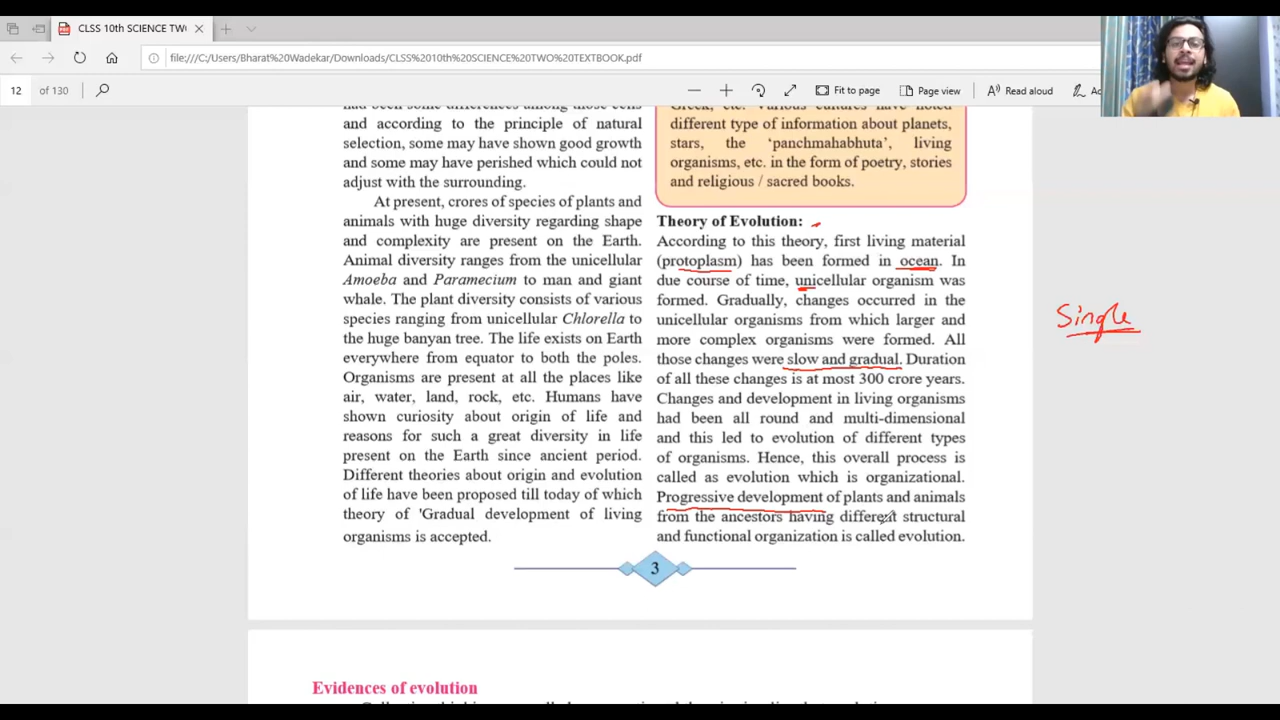 CLSS 10th SCIENCE TWO
file:///C:/Users/Bharat%20Wadekar/Downloads/CLSS%2010th%20SCIENCE%20TWO%20TEXTBOOK.pdf
12 of 130
Fit to page
Page view
Read aloud
had been some differences among those cells
and according to the principle of natural
selection, some may have shown good growth
and some may have perished which could not
adjust with the surrounding.
At present, crores of species of plants and
animals with huge diversity regarding shape
and complexity are present on the Earth.
Animal diversity ranges from the unicellular
Amoeba and Paramecium to man and giant
whale. The plant diversity consists of various
species ranging from unicellular Chlorella to
the huge banyan tree. The life exists on Earth
everywhere from equator to both the poles.
Organisms are present at all the places like
air, water, land, rock, etc. Humans have
shown curiosity about origin of life and
reasons for such a great diversity in life
present on the Earth since ancient period.
Different theories about origin and evolution
of life have been proposed till today of which
theory of 'Gradual development of living
organisms is accepted.
Greek, etc. Various cultures have noted
different type of information about planets,
stars, the ‘panchmahabhuta’, living
organisms, etc. in the form of poetry, stories
and religious / sacred books.
Theory of Evolution:
According to this theory, first living material
(protoplasm) has been formed in ocean. In
due course of time, unicellular organism was
formed. Gradually, changes occurred in the
unicellular organisms from which larger and
more complex organisms were formed. All
those changes were slow and gradual. Duration
of all these changes is at most 300 crore years.
Changes and development in living organisms
had been all round and multi-dimensional
and this led to evolution of different types
of organisms. Hence, this overall process is
called as evolution which is organizational.
Progressive development of plants and animals
from the ancestors having different structural
and functional organization is called evolution.
Single
3
Evidences of evolution